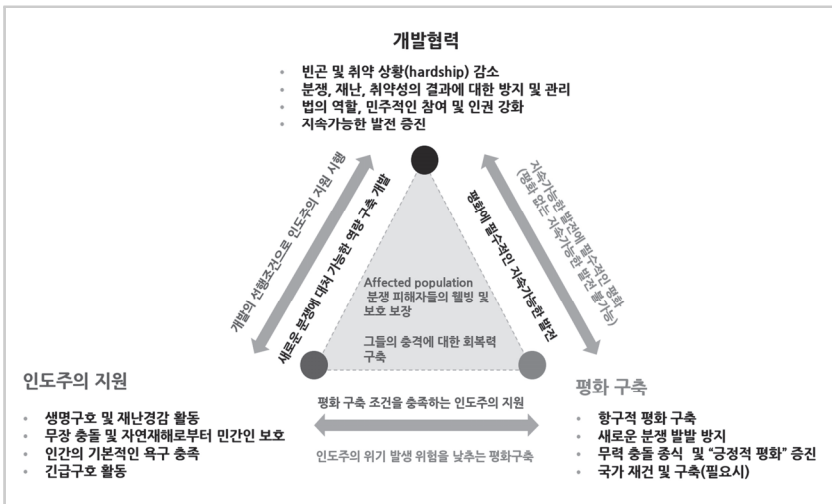 개발협력
• 빈곤 및 취약 상황(hardship) 감소
• 분쟁, 재난, 취약성의 결과에 대한 방지 및 관리
• 법의 역할, 민주적인 참여 및 인권 강화
• 지속가능한 발전 증진
개발의 선행조건으로 인도주의 지원 시행
새로운 분쟁에 대처 가능한 역량 구축 개발
평화에 필수적인 지속가능한 발전
지속가능한 발전에 필수적인 평화
(평화 없는 지속가능한 발전 불가능)
Affected population
분쟁 피해자들의 웰빙 및
보호 보장
그들의 충격에 대한 회복력
구축
인도주의 지원
• 생명구호 및 재난경감 활동
• 무장 충돌 및 자연재해로부터 민간인 보호
• 인간의 기본적인 욕구 충족
• 긴급구호 활동
평화 구축 조건을 충족하는 인도주의 지원
인도주의 위기 발생 위험을 낮추는 평화구축
평화 구축
• 항구적 평화 구축
• 새로운 분쟁 발발 방지
• 무력 충돌 종식 및 “긍정적 평화” 증진
• 국가 재건 및 구축(필요시)